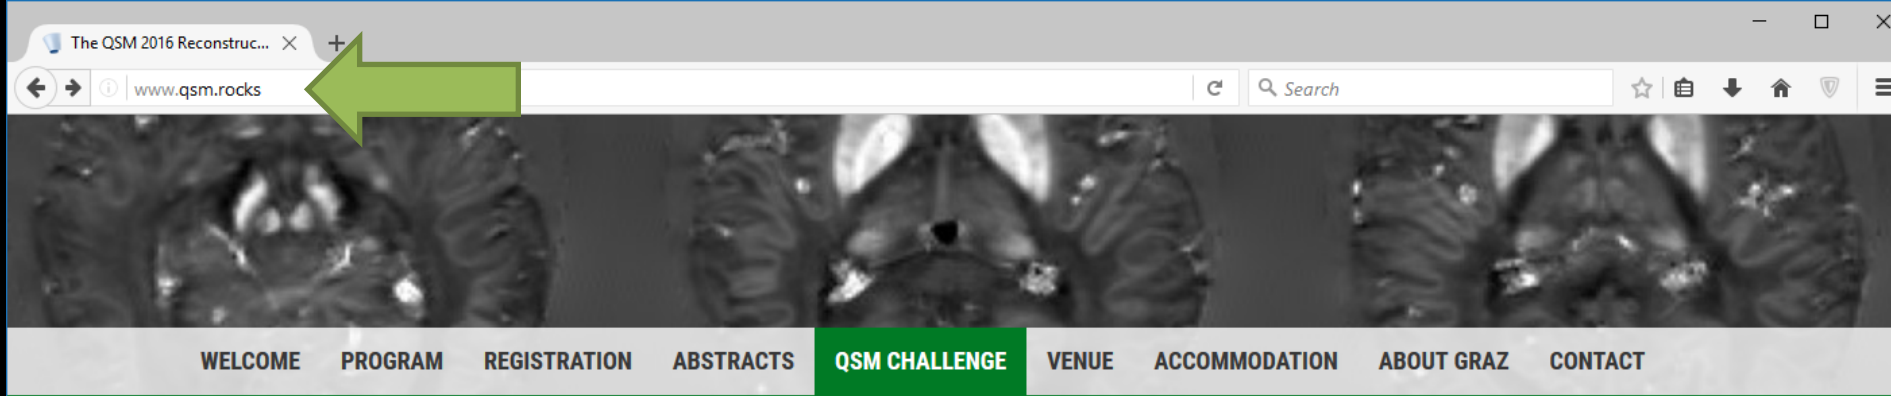 The QSM 2016 Reconstruc...
www.qsm.rocks
Search
WELCOME PROGRAM REGISTRATION ABSTRACTS QSM CHALLENGE VENUE ACCOMMODATION ABOUT GRAZ CONTACT